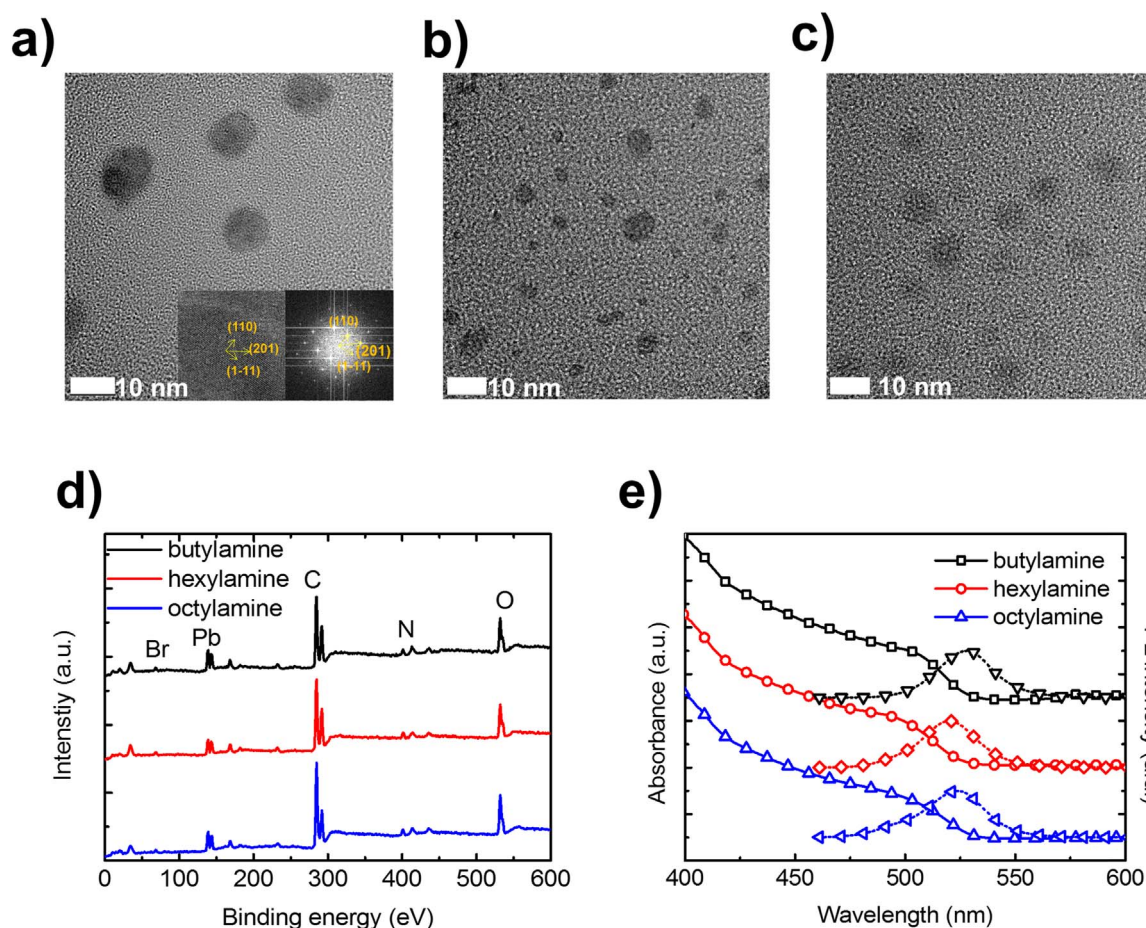 a)
b)
c)
(110)
(201)
(1-11)
(110)
(201)
(1-11)
10 nm
10 nm
10 nm
d)
e)
butylamine
hexylamine
octylamine
Br
Pb
C
N
O
Intenstiy (a.u.)
0 100 200 300 400 500 600
Binding energy (eV)
butylamine
hexylamine
octylamine
Absorbance (a.u.)
400 450 500 550 600
Wavelength (nm)